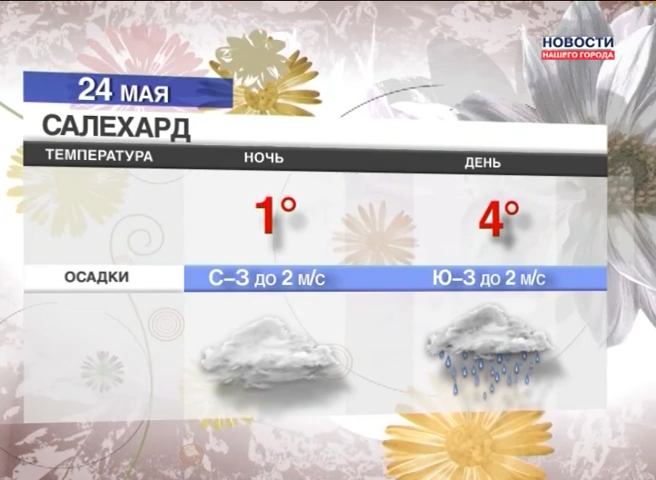 НОВОСТИ
НАШЕГО ГОРОДА
24 МАЯ
САЛЕХАРД
ТЕМПЕРАТУРА НОЧЬ ДЕНЬ
1° 4°
ОСАДКИ С–З ДО 2 М/С Ю–З ДО 2 М/С